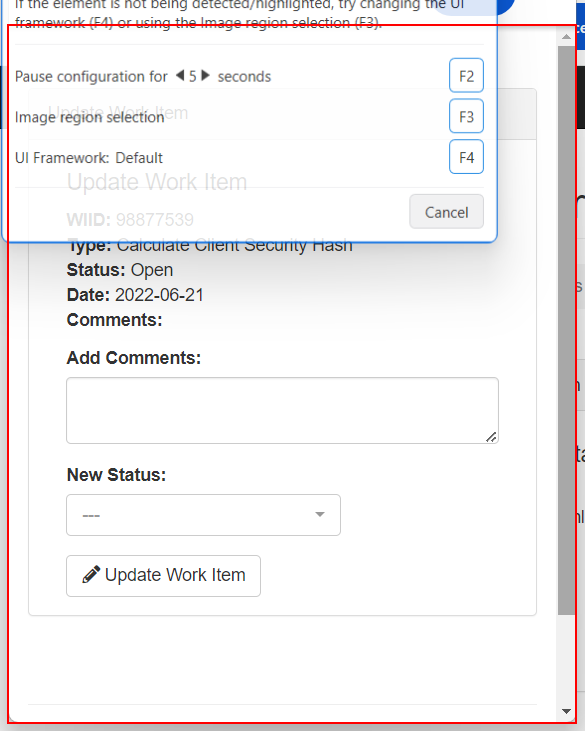 If the element is not being detected/highlighted, try changing the UI
framework (F4) or using the Image region selection (F3).
Pause configuration for 5 seconds
F2
Update Work Item
Image region selection
F3
UI Framework: Default
F4
Update Work Item
Cancel
WIID: 98877539
Type: Calculate Client Security Hash
Status: Open
Date: 2022-06-21
Comments:
Add Comments:
New Status:
---
Update Work Item